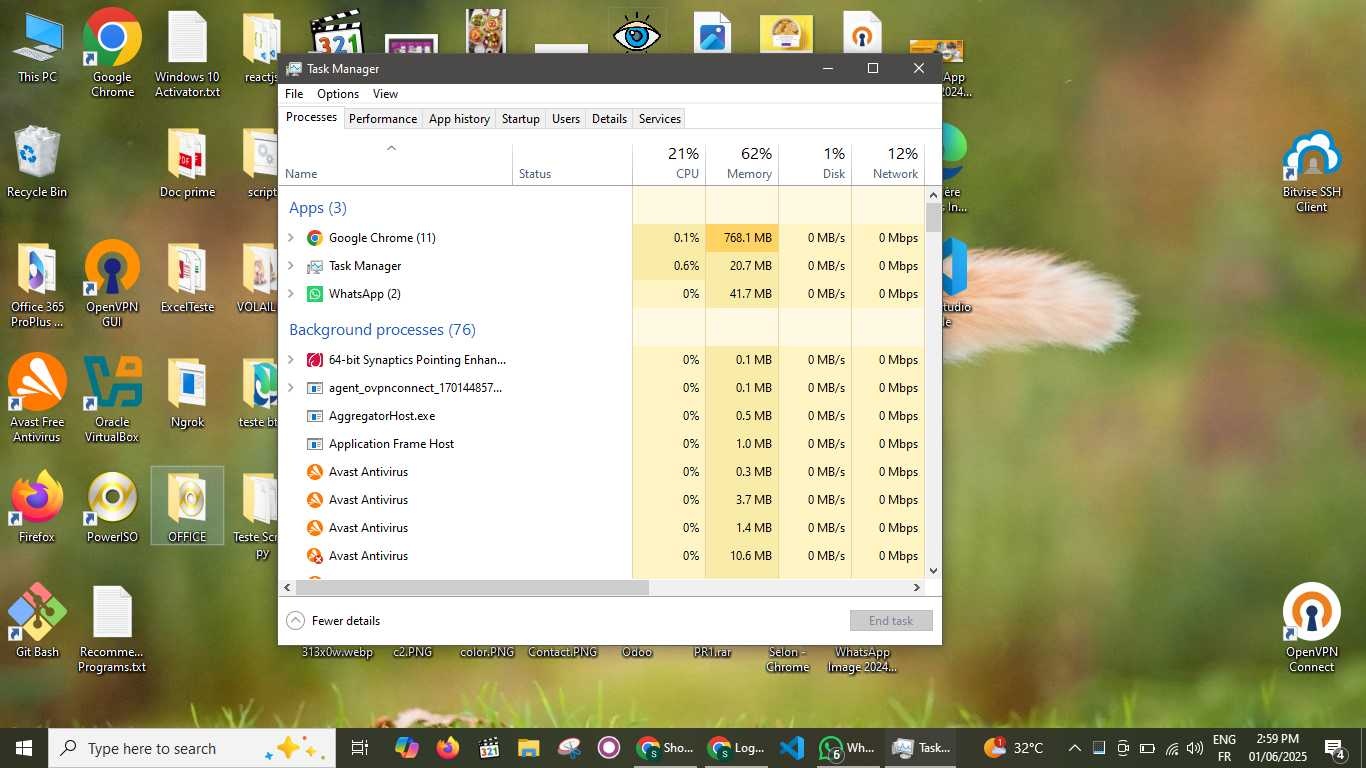 This PC
Google
Chrome
Windows 10
Activator.txt
reactjs
App
2024...
Recycle Bin
Doc prime
script
Bitvise SSH
Client
Office 365
ProPlus ...
OpenVPN
GUI
ExcelTeste
VOLAIL
Avast Free
Antivirus
Oracle
VirtualBox
Ngrok
teste bt
Firefox
PowerISO
OFFICE
Teste Scr
py
Git Bash
Recomme...
Programs.txt
313x0w.webp
c2.PNG
color.PNG
Contact.PNG
Odoo
PR1.rar
Selon -
Chrome
WhatsApp
Image 2024...
OpenVPN
Connect
Task Manager
File Options View
Processes Performance App history Startup Users Details Services
21% 62% 1% 12%
Name Status CPU Memory Disk Network
Apps (3)
Google Chrome (11) 0.1% 768.1 MB 0 MB/s 0 Mbps
Task Manager 0.6% 20.7 MB 0 MB/s 0 Mbps
WhatsApp (2) 0% 41.7 MB 0 MB/s 0 Mbps
Background processes (76)
64-bit Synaptics Pointing Enhan... 0% 0.1 MB 0 MB/s 0 Mbps
agent_ovpnconnect_170144857... 0% 0.1 MB 0 MB/s 0 Mbps
AggregatorHost.exe 0% 0.5 MB 0 MB/s 0 Mbps
Application Frame Host 0% 1.0 MB 0 MB/s 0 Mbps
Avast Antivirus 0% 0.3 MB 0 MB/s 0 Mbps
Avast Antivirus 0% 3.7 MB 0 MB/s 0 Mbps
Avast Antivirus 0% 1.4 MB 0 MB/s 0 Mbps
Avast Antivirus 0% 10.6 MB 0 MB/s 0 Mbps
Fewer details
End task
Type here to search
321
Sho...
Log...
6
Wh...
Task...
1
32°C
ENG
FR
2:59 PM
01/06/2025
4